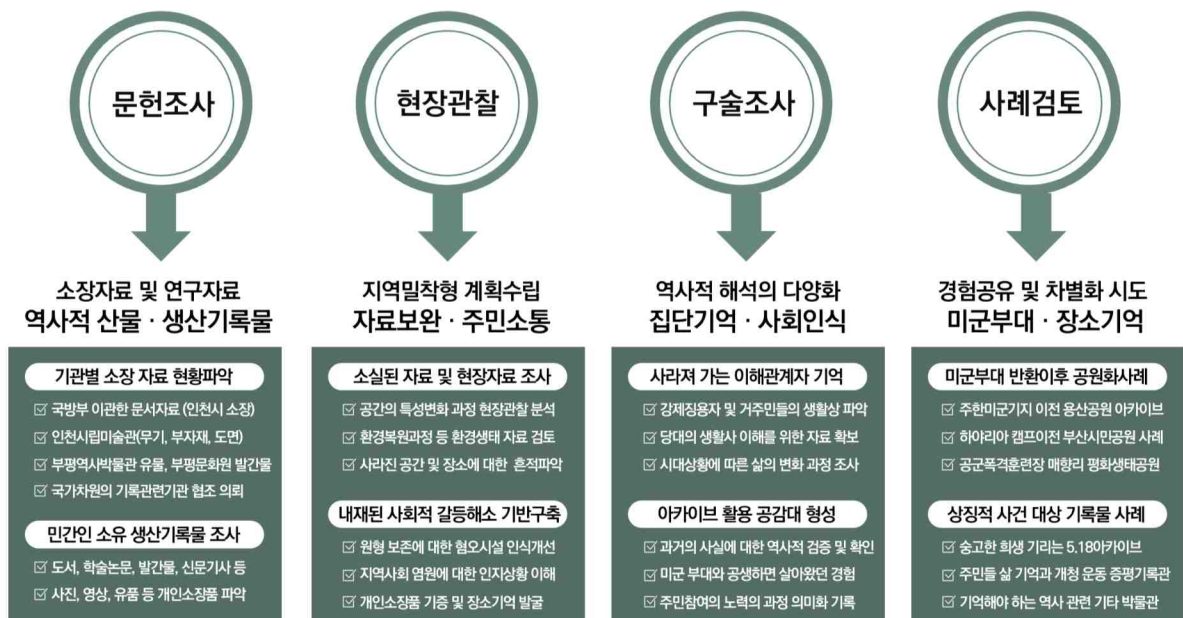 문헌조사
소장자료 및 연구자료
역사적 산물 · 생산기록물
기관별 소장 자료 현황파악
국방부 이관한 문서자료 (인천시 소장)
인천시립미술관(무기, 부자재, 도면)
부평역사박물관 유물, 부평문화원 발간물
국가차원의 기록관련기관 협조 의뢰
민간인 소유 생산기록물 조사
도서, 학술논문, 발간물, 신문기사 등
사진, 영상, 유품 등 개인소장품 파악
현장관찰
지역밀착형 계획수립
자료보완 · 주민소통
소실된 자료 및 현장자료 조사
공간의 특성변화 과정 현장관찰 분석
환경복원과정 등 환경생태 자료 검토
사라진 공간 및 장소에 대한 흔적파악
내재된 사회적 갈등해소 기반구축
원형 보존에 대한 혐오시설 인식개선
지역사회 염원에 대한 인지상황 이해
개인소장품 기증 및 장소기억 발굴
구술조사
역사적 해석의 다양화
집단기억 · 사회인식
사라져 가는 이해관계자 기억
강제징용자 및 거주민들의 생활상 파악
당대의 생활사 이해를 위한 자료 확보
시대상황에 따른 삶의 변화 과정 조사
아카이브 활용 공감대 형성
과거의 사실에 대한 역사적 검증 및 확인
미군 부대와 공생하면 살아왔던 경험
주민참여의 노력의 과정 의미화 기록
사례검토
경험공유 및 차별화 시도
미군부대 · 장소기억
미군부대 반환이후 공원화사례
주한미군기지 이전 용산공원 아카이브
하야리아 캠프이전 부산시민공원 사례
공군폭격훈련장 매향리 평화생태공원
상징적 사건 대상 기록물 사례
숭고한 희생 기리는 5.18아카이브
주민들 삶 기억과 개청 운동 증평기록관
기억해야 하는 역사 관련 기타 박물관